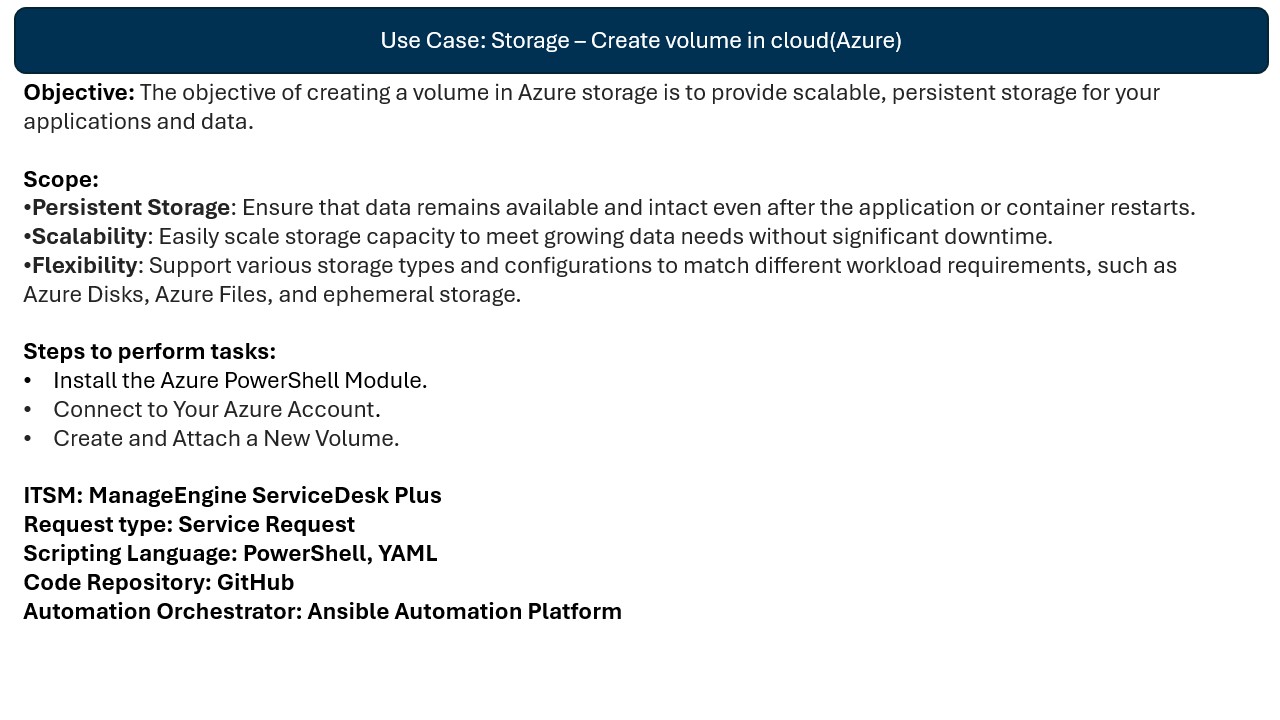 Use Case: Storage – Create volume in cloud(Azure)
Objective: The objective of creating a volume in Azure storage is to provide scalable, persistent storage for your
applications and data.
Scope:
•Persistent Storage: Ensure that data remains available and intact even after the application or container restarts.
•Scalability: Easily scale storage capacity to meet growing data needs without significant downtime.
•Flexibility: Support various storage types and configurations to match different workload requirements, such as
Azure Disks, Azure Files, and ephemeral storage.
Steps to perform tasks:
• Install the Azure PowerShell Module.
• Connect to Your Azure Account.
• Create and Attach a New Volume.
ITSM: ManageEngine ServiceDesk Plus
Request type: Service Request
Scripting Language: PowerShell, YAML
Code Repository: GitHub
Automation Orchestrator: Ansible Automation Platform